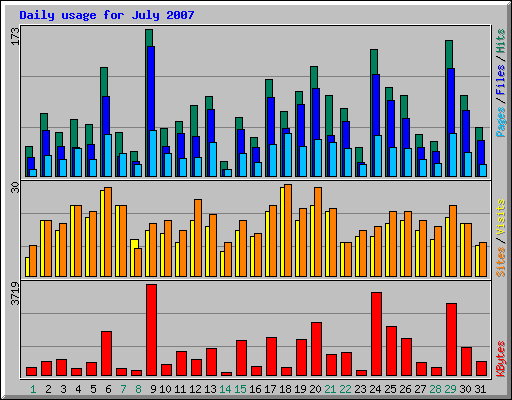 Daily usage for July 2007
173
Pages / Files / Hits
30
Sites / Visits
3719
KBytes
1 2 3 4 5 6 7 8 9 10 11 12 13 14 15 16 17 18 19 20 21 22 23 24 25 26 27 28 29 30 31